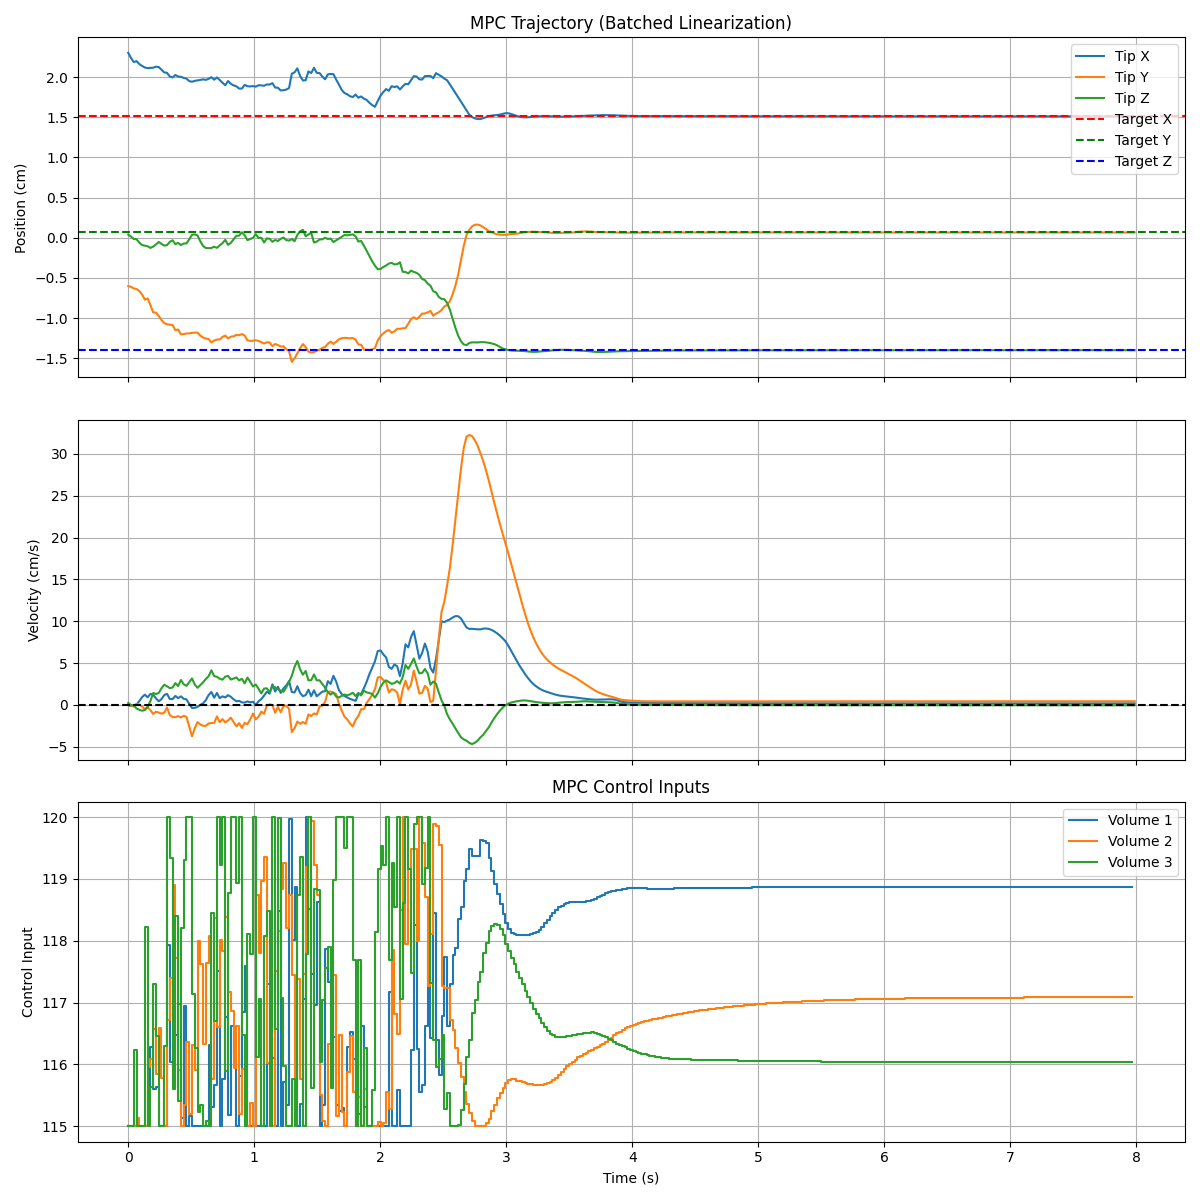 MPC Trajectory (Batched Linearization)
2.0
1.5
1.0
0.5
0.0
−0.5
−1.0
−1.5
Position (cm)
Tip X
Tip Y
Tip Z
Target X
Target Y
Target Z
30
25
20
15
10
5
0
−5
Velocity (cm/s)
MPC Control Inputs
120
119
118
117
116
115
Control Input
Volume 1
Volume 2
Volume 3
0 1 2 3 4 5 6 7 8
Time (s)